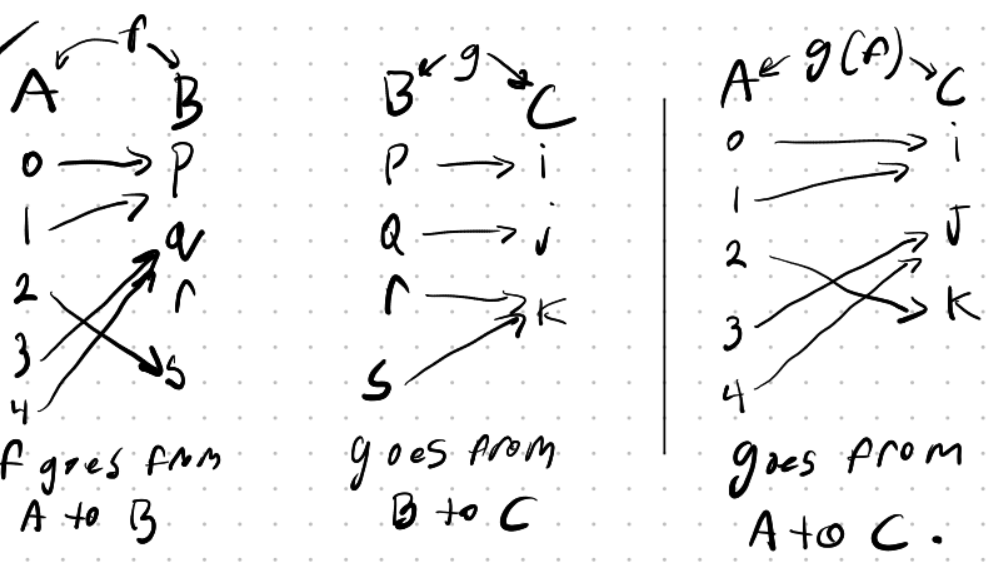 f
A B
0 p
1
q
2 r
3 s
4
f goes from
A to B
g
B C
p i
Q j
r k
s
goes from
B to C
g(f)
A C
0 i
1
2 J
K
3
4
goes from
A to C.